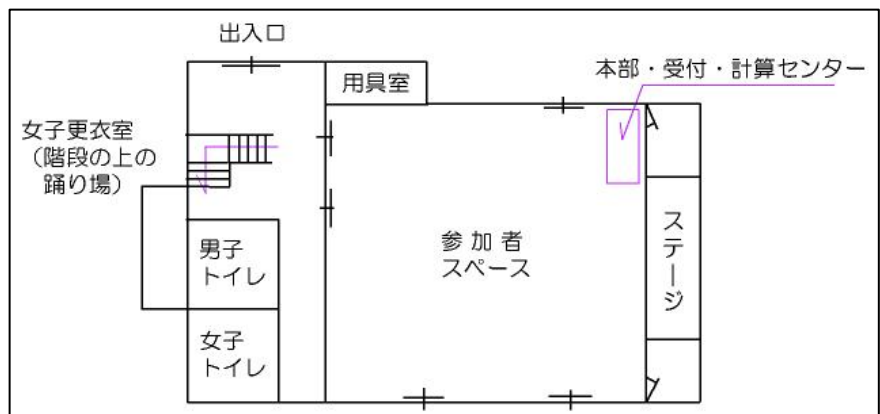 出入口
用具室
本部・受付・計算センター
女子更衣室
（階段の上の
踊り場）
男子
トイレ
参加者
スペース
ステージ
女子
トイレ